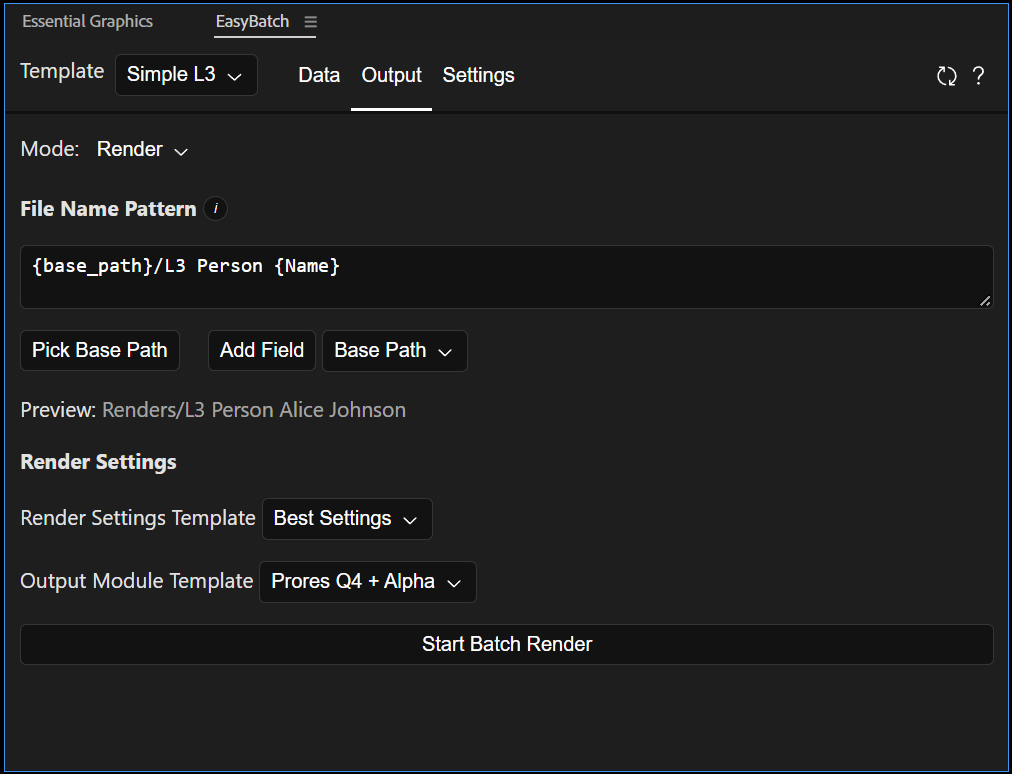 Essential Graphics EasyBatch
Template Simple L3 Data Output Settings ?
Mode: Render
File Name Pattern i
{base_path}/L3 Person {Name}
Pick Base Path Add Field Base Path
Preview: Renders/L3 Person Alice Johnson
Render Settings
Render Settings Template Best Settings
Output Module Template Prores Q4 + Alpha
Start Batch Render